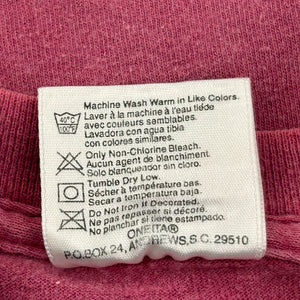 Machine Wash Warm in Like Colors.
40°C
100°F
Laver à la machine à l'eau tiède
avec couleurs semblables.
Lavadora con agua tibia
con colores similares.
Only Non-Chlorine Bleach.
Aucun agent de blanchiment.
Solo blanqueador sin cloro.
Tumble Dry Low.
Sécher à température bas.
Secar a temperatura baja.
Do Not Iron if Decorated.
Ne pas repasser si décoré.
No planchar si decorativo.
ONEITA®
P.O.BOX 24, ANDREWS,S.C. 29510